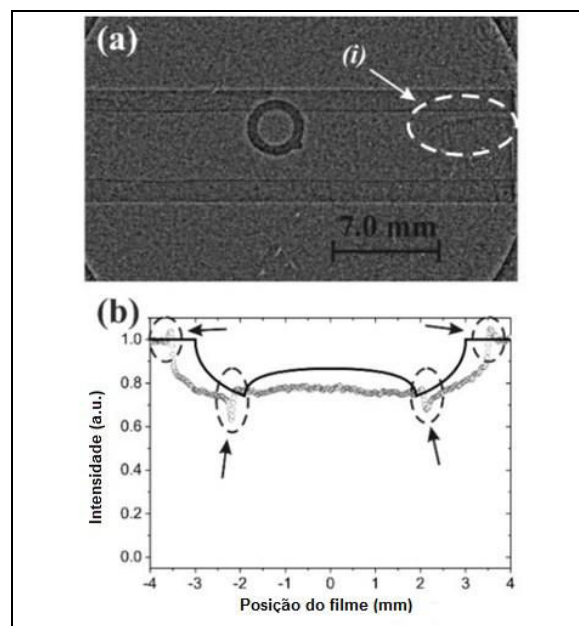 (a)
(i)
7.0 mm
(b)
Intensidade (a.u.)
1.0
0.8
0.6
0.4
0.2
0.0
-4 -3 -2 -1 0 1 2 3 4
Posição do filme (mm)